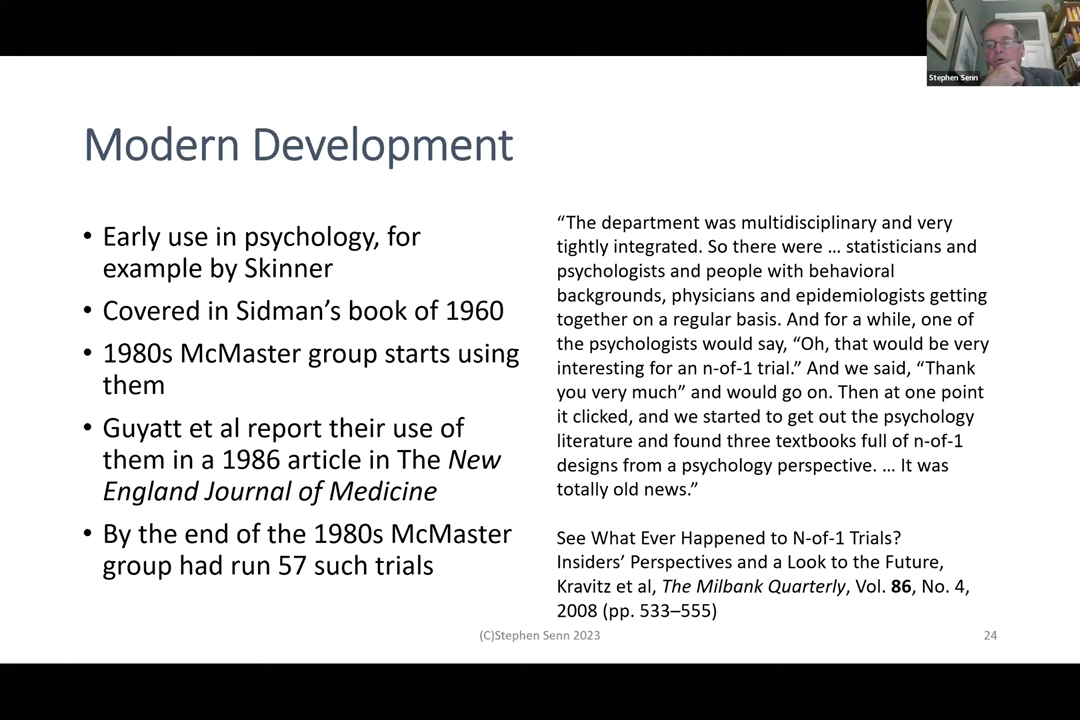 Stephen Senn
Modern Development
• Early use in psychology, for
example by Skinner
• Covered in Sidman’s book of 1960
• 1980s McMaster group starts using
them
• Guyatt et al report their use of
them in a 1986 article in The New
England Journal of Medicine
• By the end of the 1980s McMaster
group had run 57 such trials
“The department was multidisciplinary and very
tightly integrated. So there were … statisticians and
psychologists and people with behavioral
backgrounds, physicians and epidemiologists getting
together on a regular basis. And for a while, one of
the psychologists would say, “Oh, that would be very
interesting for an n-of-1 trial.” And we said, “Thank
you very much” and would go on. Then at one point
it clicked, and we started to get out the psychology
literature and found three textbooks full of n-of-1
designs from a psychology perspective. … It was
totally old news.”
See What Ever Happened to N-of-1 Trials?
Insiders’ Perspectives and a Look to the Future,
Kravitz et al, The Milbank Quarterly, Vol. 86, No. 4,
2008 (pp. 533–555)
(C)Stephen Senn 2023
24